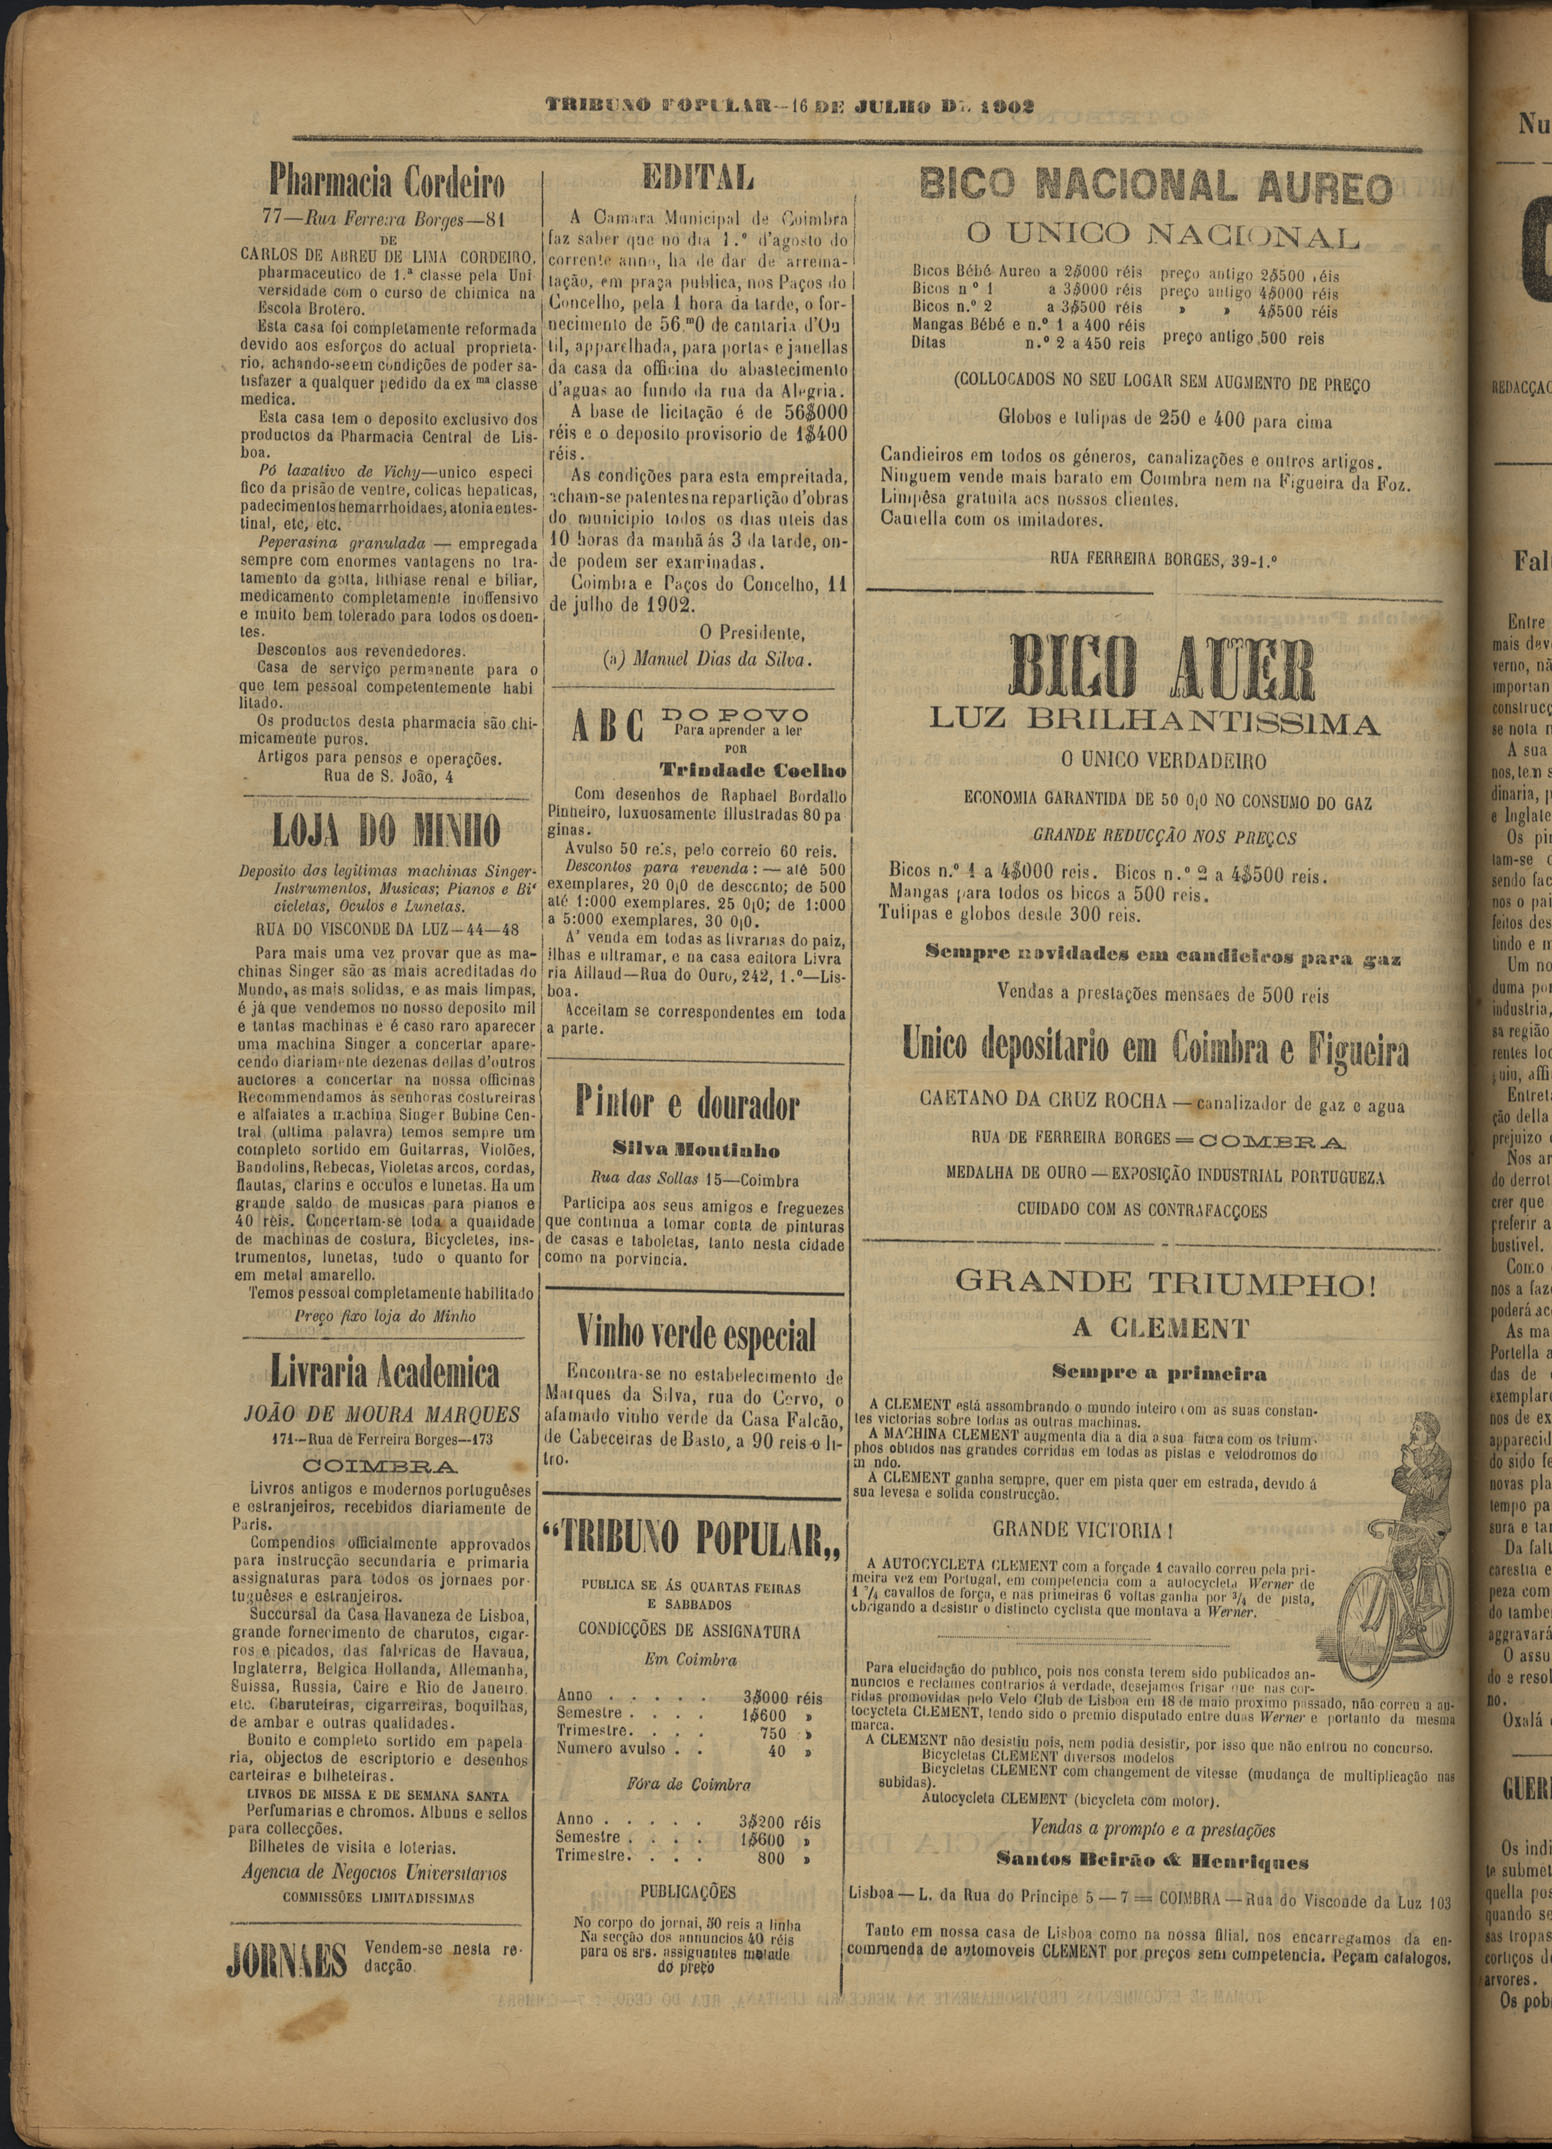 TRIBUNO POPULAR—16 DE JULHO DE 1902
Pharmacia Cordeiro
77—Rua Ferreira Borges—81
DE
CARLOS DE ABREU DE LIMA CORDEIRO,
pharmaceutico de 1.ª classe pela Uni
versidade com o curso de chimica na
Escola Brotero.
Esta casa foi completamente reformada
devido aos esforços do actual proprieta-
rio, achando-se em condições de poder sa-
tisfazer a qualquer pedido da ex ma classe
medica.
Esta casa tem o deposito exclusivo dos
productos da Pharmacia Central de Lis-
boa.
Pó laxativo de Vichy—unico especi
fico da prisão de ventre, colicas hepaticas,
padecimentos hemarrhoidaes, atonia entes-
tinal, etc, etc.
Peperasina granulada — empregada
sempre com enormes vantagens no tra-
tamento da gotta, lithiase renal e biliar,
medicamento completamente inoffensivo
e muito bem tolerado para todos os doen-
tes.
Descontos aos revendedores.
Casa de serviço permanente para o
que tem pessoal competentemente habi
litado.
Os productos desta pharmacia são chi-
micamente puros.
Artigos para pensos e operações.
Rua de S. João, 4
LOJA DO MINHO
Deposito das legitimas machinas Singer-
Instrumentos, Musicas; Pianos e Bi‘
cicletas, Oculos e Lunetas.
RUA DO VISCONDE DA LUZ—44—48
Para mais uma vez provar que as ma-
chinas Singer são as mais acreditadas do
Mundo, as mais solidas, e as mais limpas,
é já que vendemos no nosso deposito mil
e tantas machinas e é caso raro aparecer
uma machina Singer a concertar apare-
cendo diariamente dezenas dellas d'outros
auctores a concertar na nossa officinas
Recommendamos ás senhoras costureiras
e alfaiates a machina Singer Bobine Cen-
tral (ultima palavra) temos sempre um
completo sortido em Guitarras, Violões,
Bandolins, Rebecas, Violetas arcos, cordas,
flautas, clarins e occulos e lunetas. Ha um
grande saldo de musicas para pianos e
40 réis. Concertam-se toda a qualidade
de machinas de costura, Bicycletes, ins-
trumentos, lunetas, tudo o quanto for
em metal amarello.
Temos pessoal completamente habilitado
Preço fixo loja do Minho
Livraria Academica
JOÃO DE MOURA MARQUES
171—Rua de Ferreira Borges—173
COIMBRA
Livros antigos e modernos portuguêses
e estranjeiros, recebidos diariamente de
Paris.
Compendios officialmente approvados
para instrucção secundaria e primaria
assignaturas para todos os jornaes por-
tuguêses e estranjeiros.
Succursal da Casa Havaneza de Lisboa,
grande fornecimento de charutos, cigar-
ros e picados, das fabricas de Havana,
Inglaterra, Belgica Hollanda, Allemanha,
Suissa, Russia, Caire e Rio de Janeiro.
etc. Charuteiras, cigarreiras, boquilhas,
de ambar e outras qualidades.
Bonito e completo sortido em papela
ria, objectos de escriptorio e desenhos
carteiras e bilheteiras.
LIVROS DE MISSA E DE SEMANA SANTA
Perfumarias e chromos. Albuns e sellos
para collecções.
Bilhetes de visita e loterias.
Agencia de Negocios Universitarios
COMMISSÕES LIMITADISSIMAS
JORNAES Vendem-se nesta re-
dacção.
EDITAL
A Camara Municipal de Coimbra
faz saber que no dia 1.º d'agosto do
corrente anno, ha de dar de arrema-
tação, em praça publica, nos Paços do
Concelho, pela 1 hora da tarde, o for-
necimento de 56,m0 de cantaria d'Ou
til, apparelhada, para portas e janellas
da casa da officina do abastecimento
d'aguas ao fundo da rua da Alegria.
A base de licitação é de 56$000
réis e o deposito provisorio de 1$400
réis.
As condições para esta empreitada,
acham-se patentes na repartição d'obras
do municipio todos os dias uteis das
10 horas da manhã ás 3 da tarde, on-
de podem ser examinadas.
Coimbra e Paços do Concelho, 11
de julho de 1902.
O Presidente,
(a) Manuel Dias da Silva.
A B C DO POVO
Para aprender a ler
POR
Trindade Coelho
Com desenhos de Raphael Bordallo
Pinheiro, luxuosamente illustradas 80 pa
ginas.
Avulso 50 reis, pelo correio 60 reis.
Descontos para revenda: — até 500
exemplares, 20 0¡0 de desconto; de 500
até 1:000 exemplares, 25 0¡0; de 1:000
a 5:000 exemplares, 30 0¡0.
A' venda em todas as livrarias do paiz,
ilhas e ultramar, e na casa editora Livra
ria Aillaud—Rua do Ouro, 242, 1.º—Lis-
boa.
Acceitam se correspondentes em toda
a parte.
Pintor e dourador
Silva Moutinho
Rua das Sollas 15—Coimbra
Participa aos seus amigos e freguezes
que continua a tomar conta de pinturas
de casas e taboletas, tanto nesta cidade
como na porvincia.
Vinho verde especial
Encontra-se no estabelecimento de
Marques da Silva, rua do Corvo, o
afamado vinho verde da Casa Falcão,
de Cabeceiras de Basto, a 90 reis o li-
tro.
“TRIBUNO POPULAR„
PUBLICA SE ÁS QUARTAS FEIRAS
E SABBADOS
CONDICÇÕES DE ASSIGNATURA
Em Coimbra
Anno . . . . . 3$000 réis
Semestre . . . . 1$600 »
Trimestre. . . . 750 »
Numero avulso . . 40 »
Fóra de Coimbra
Anno . . . . . 3$200 réis
Semestre . . . . 1$600 »
Trimestre. . . . 800 »
PUBLICAÇÕES
No corpo do jornal, 50 reis a linha
Na secção dos annuncios 40 réis
para os srs. assignantes metade
do preço
BICO NACIONAL AUREO
O UNICO NACIONAL
Bicos Bébé Aureo a 2$000 réis preço antigo 2$500 réis
Bicos n º 1 a 3$000 réis preço antigo 4$000 réis
Bicos n.º 2 a 3$500 réis » » 4$500 réis
Mangas Bébé e n.º 1 a 400 réis
Ditas n.º 2 a 450 reis preço antigo 500 reis
(COLLOCADOS NO SEU LOGAR SEM AUGMENTO DE PREÇO
Globos e tulipas de 250 e 400 para cima
Candieiros em todos os géneros, canalizações e outros artigos.
Ninguem vende mais barato em Coimbra nem na Figueira da Foz.
Limpêsa gratuita aos nossos clientes.
Cautella com os imitadores.
RUA FERREIRA BORGES, 39-1.º
BICO AUER
LUZ BRILHANTISSIMA
O UNICO VERDADEIRO
ECONOMIA GARANTIDA DE 50 0¡0 NO CONSUMO DO GAZ
GRANDE REDUCÇÃO NOS PREÇOS
Bicos n.º 1 a 4$000 reis. Bicos n.º 2 a 4$500 reis.
Mangas para todos os bicos a 500 reis.
Tulipas e globos desde 300 reis.
Sempre novidades em candieiros para gaz
Vendas a prestações mensaes de 500 reis
Unico depositario em Coimbra e Figueira
CAETANO DA CRUZ ROCHA — canalizador de gaz e agua
RUA DE FERREIRA BORGES=COMBRA
MEDALHA DE OURO — EXPOSIÇÃO INDUSTRIAL PORTUGUEZA
CUIDADO COM AS CONTRAFACÇOES
GRANDE TRIUMPHO!
A CLEMENT
Sempre a primeira
A CLEMENT está assombrando o mundo inteiro com as suas constan-
tes victorias sobre todas as outras machinas.
A MACHINA CLEMENT augmenta dia a dia a sua fama com os trium-
phos obtidos nas grandes corridas em todas as pistas e velodromos do
m ndo.
A CLEMENT ganha sempre, quer em pista quer em estrada, devido á
sua levesa e solida construcção.
GRANDE VICTORIA!
A AUTOCYCLETA CLEMENT com a forçade 1 cavallo correu pela pri-
meira vez em Portugal, em competencia com a autocycleta Werner de
1 ³/₄ cavallos de força, e nas primeiras 6 voltas ganha por ³/₄ de pista,
obrigando a desistir o distincto cyclista que montava a Werner.
Para elucidação do publico, pois nos consta terem sido publicados an-
nuncios e reclames contrarios á verdade, desejamos frisar que nas cor-
ridas promovidas pelo Velo Club de Lisboa em 18 de maio proximo passado, não correu a au-
tocycleta CLEMENT, tendo sido o premio disputado entre duas Werner e portanto da mesma
marca.
A CLEMENT não desistiu pois, nem podia desistir, por isso que não entrou no concurso.
Bicycletas CLEMENT diversos modelos
Bicycletas CLEMENT com changement de vitesse (mudança de multiplicação nas
subidas).
Autocycleta CLEMENT (bicycleta com motor).
Vendas a prompto e a prestações
Santos Beirão & Henriques
Lisboa — L. da Rua do Principe 5 — 7 = COIMBRA — Rua do Visconde da Luz 103
Tanto em nossa casa de Lisboa como na nossa filial, nos encarregamos da en-
commenda de automoveis CLEMENT por preços sem competencia. Peçam catalogos.